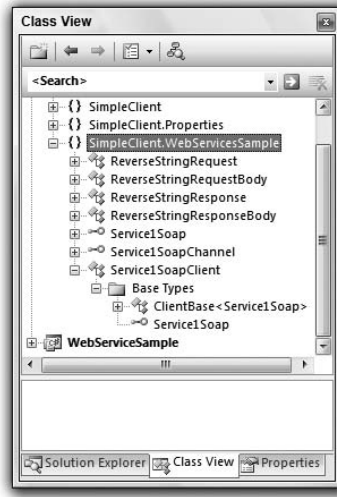 Class View
<Search>
{} SimpleClient
{} SimpleClient.Properties
{} SimpleClient.WebServicesSample
ReverseStringRequest
ReverseStringRequestBody
ReverseStringResponse
ReverseStringResponseBody
Service1Soap
Service1SoapChannel
Service1SoapClient
Base Types
ClientBase<Service1Soap>
Service1Soap
WebServiceSample
Solution Explorer Class View Properties